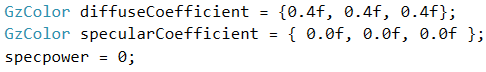 GzColor diffuseCoefficient = {0.4f, 0.4f, 0.4f};
GzColor specularCoefficient = { 0.0f, 0.0f, 0.0f };
specpower = 0;